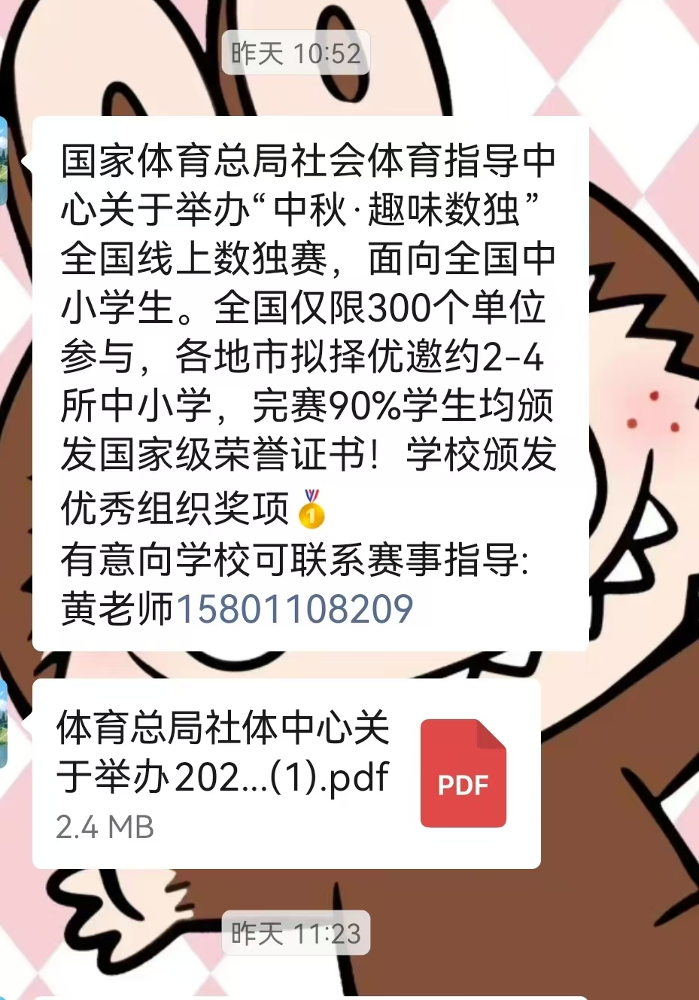 昨天 10:52
国家体育总局社会体育指导中
心关于举办“中秋·趣味数独”
全国线上数独赛，面向全国中
小学生。全国仅限300个单位
参与，各地市拟择优邀约2-4
所中小学，完赛90%学生均颁
发国家级荣誉证书！学校颁发
优秀组织奖项🏅
有意向学校可联系赛事指导:
黄老师15801108209
体育总局社体中心关
于举办202...(1).pdf
PDF
2.4 MB
昨天 11:23